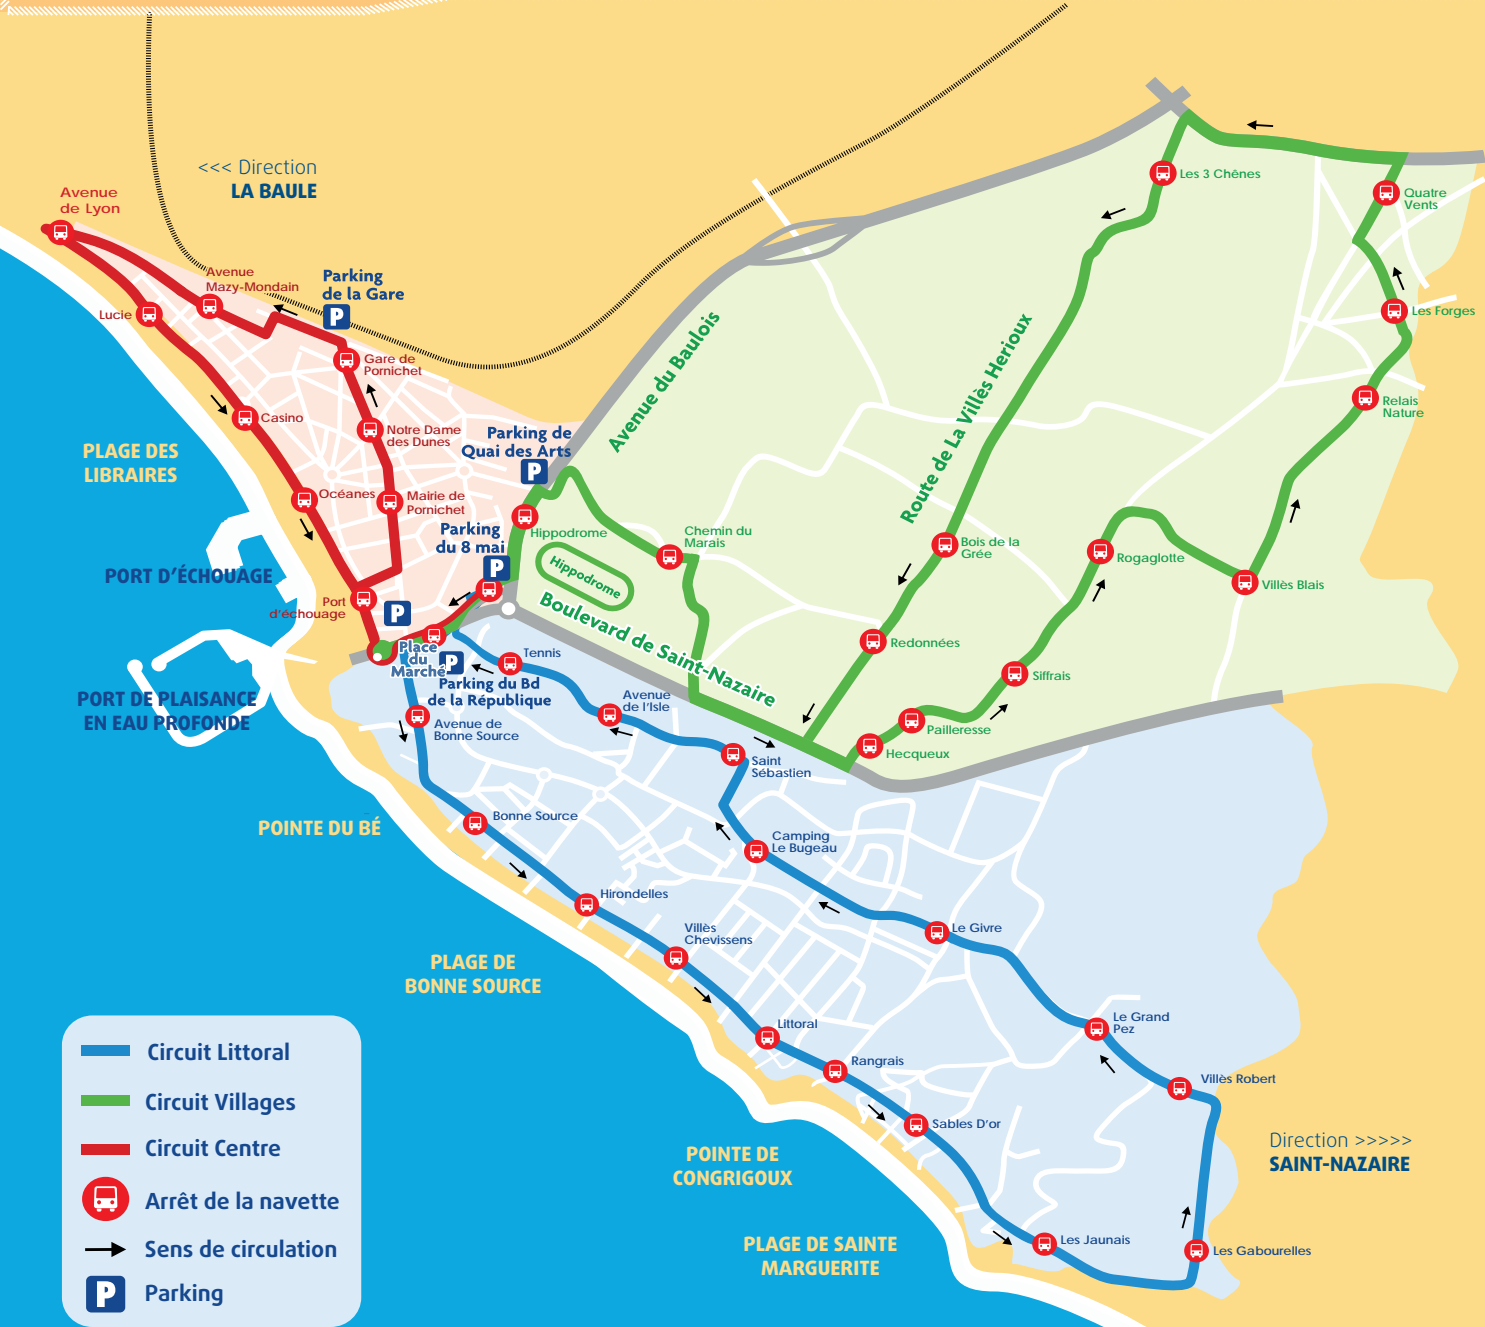 <<< Direction
LA BAULE
Avenue
de Lyon
Avenue
Mazy-Mondain
Parking
de la Gare
Lucie
Gare de
Pornichet
Casino
Notre Dame
des Dunes
Océanes
Mairie de
Pornichet
Parking de
Quai des Arts
Parking
du 8 mai
Port
d'échouage
Place
du
Marché
Parking du Bd
de la République
PLAGE DES
LIBRAIRES
PORT D'ÉCHOUAGE
PORT DE PLAISANCE
EN EAU PROFONDE
Avenue du Baulois
Route de La Villès Herioux
Boulevard de Saint-Nazaire
Hippodrome
Hippodrome
Chemin du
Marais
Les 3 Chênes
Quatre
Vents
Les Forges
Relais
Nature
Bois de la
Grée
Rogaglotte
Villès Blais
Redonnées
Siffrais
Pailleresse
Hecqueux
Tennis
Avenue
de l'Isle
Avenue de
Bonne Source
Saint
Sébastien
Bonne Source
Camping
Le Bugeau
Hirondelles
Villès
Chevissens
Le Givre
Littoral
Le Grand
Pez
Rangrais
Villès Robert
Sables D'or
Les Jaunais
Les Gabourelles
POINTE DU BÉ
PLAGE DE
BONNE SOURCE
POINTE DE
CONGRIGOUX
PLAGE DE SAINTE
MARGUERITE
Direction >>>>>
SAINT-NAZAIRE
P
P
P
P
P
Circuit Littoral
Circuit Villages
Circuit Centre
Arrêt de la navette
Sens de circulation
P Parking